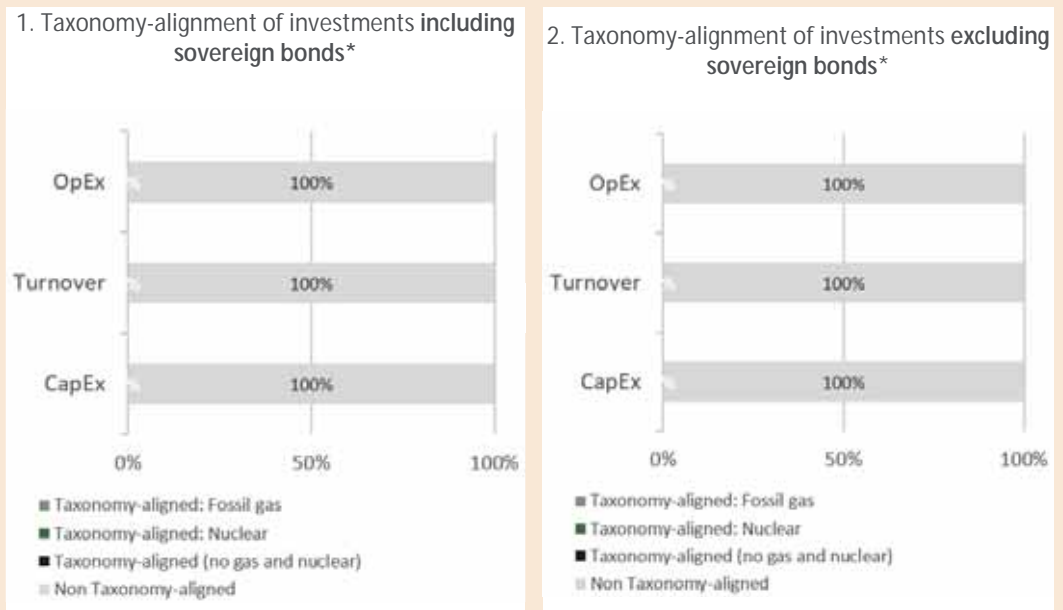 1. Taxonomy-alignment of investments including
sovereign bonds*
OpEx
100%
Turnover
100%
CapEx
100%
0%
50%
100%
Taxonomy-aligned: Fossil gas
Taxonomy-aligned: Nuclear
Taxonomy-aligned (no gas and nuclear)
Non Taxonomy-aligned
2. Taxonomy-alignment of investments excluding
sovereign bonds*
OpEx
100%
Turnover
100%
CapEx
100%
0%
50%
100%
Taxonomy-aligned: Fossil gas
Taxonomy-aligned: Nuclear
Taxonomy-aligned (no gas and nuclear)
Non Taxonomy-aligned